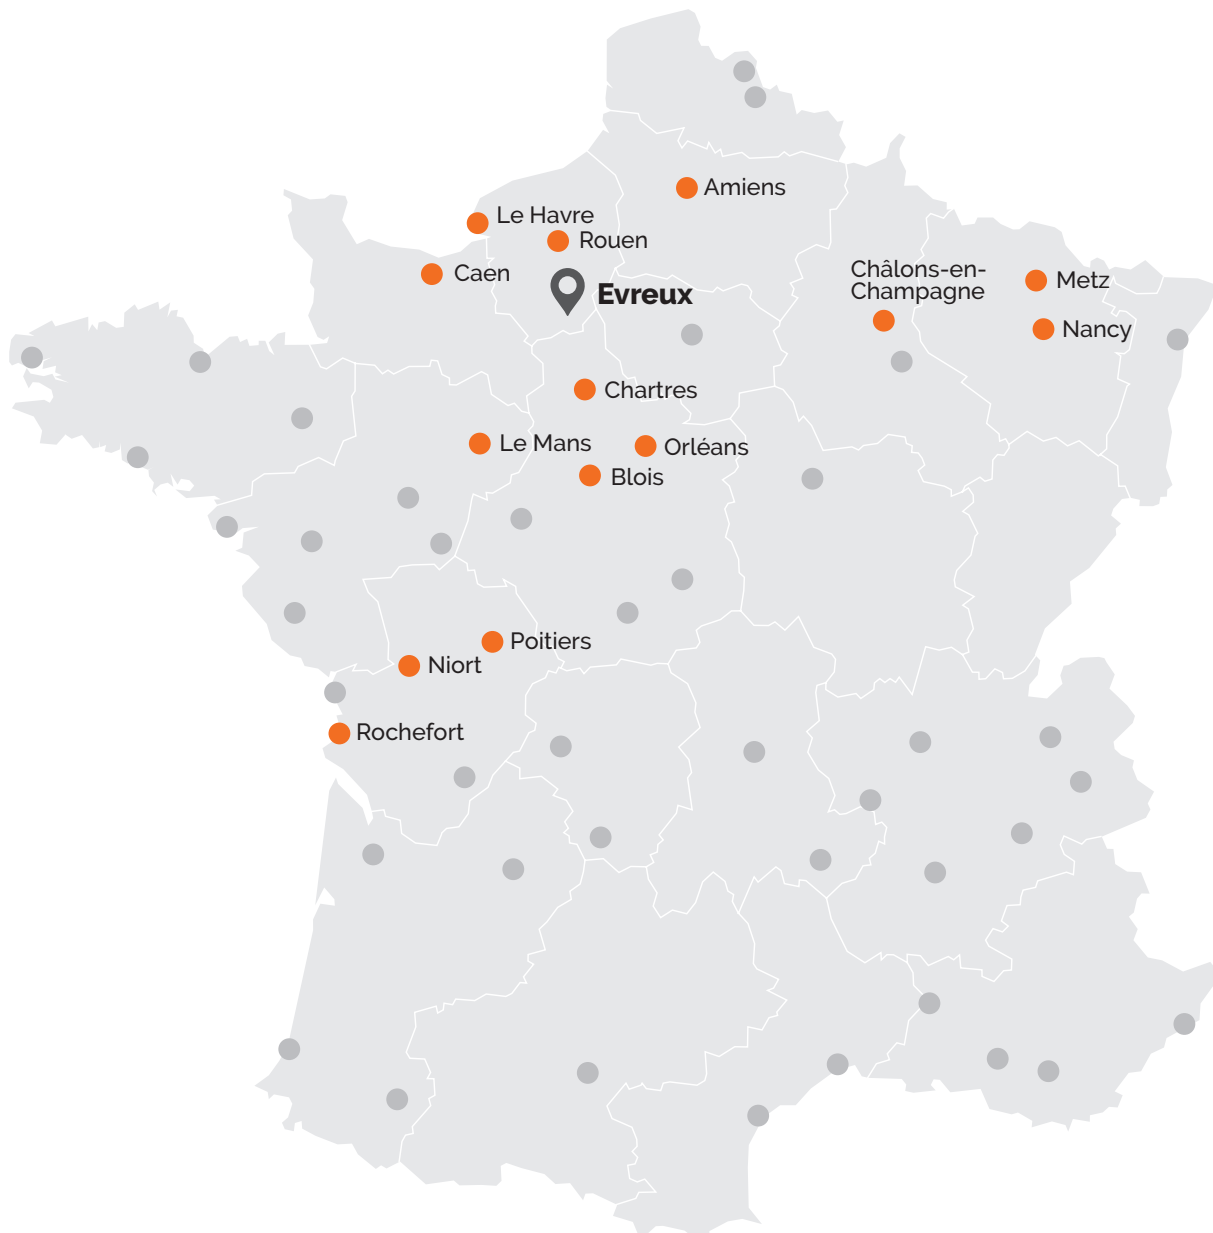 Amiens
Le Havre
Rouen
Caen
Châlons-en-
Champagne
Metz
Evreux
Nancy
Chartres
Le Mans
Orléans
Blois
Poitiers
Niort
Rochefort